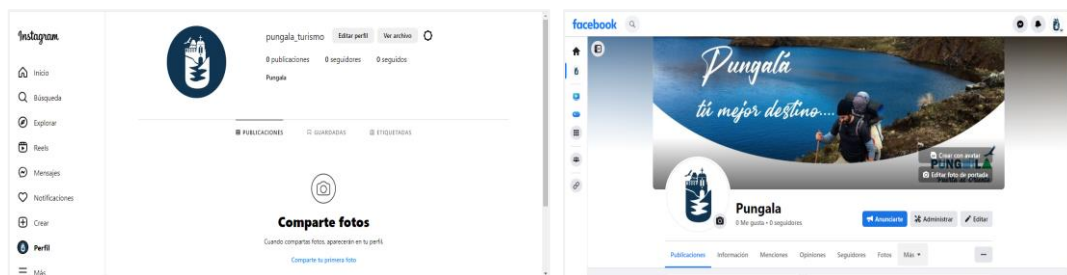 Instagram
Inicio
Búsqueda
Explorar
Reels
Mensajes
Notificaciones
Crear
Perfil
Más
pungala_turismo Editar perfil Ver archivo
0 publicaciones 0 seguidores 0 seguidos
Pungala
PUBLICACIONES GUARDADAS ETIQUETADAS
Comparte fotos
Cuando compartas fotos, aparecerán en tu perfil.
Comparte tu primera foto
facebook
Pungalá
tú mejor destino....
Crear con avatar
Editar foto de portada
Pungala
0 Me gusta • 0 seguidores
Anunciarte Administrar Editar
Publicaciones Información Menciones Opiniones Seguidores Fotos Más